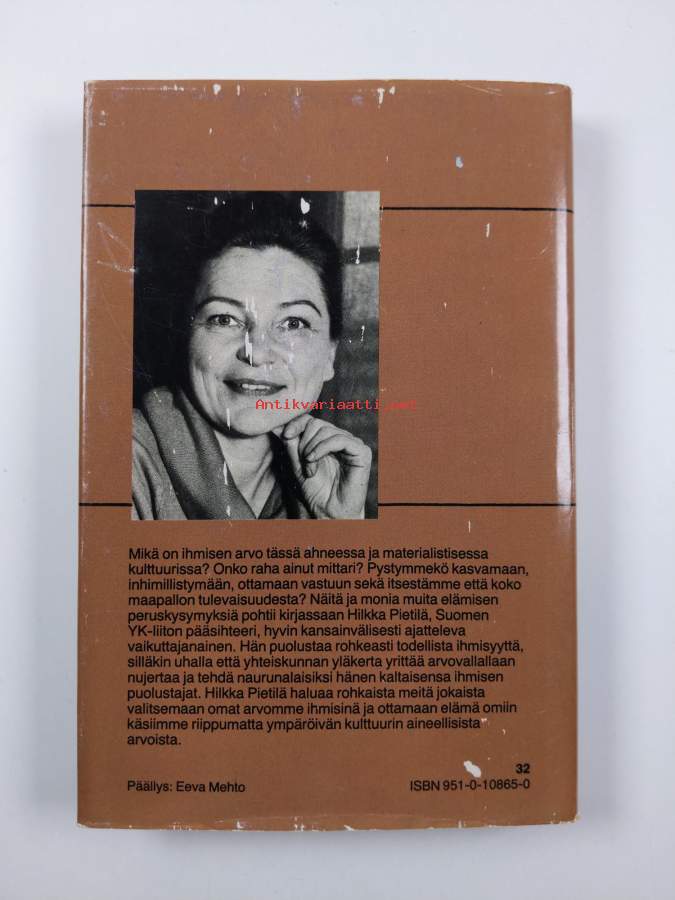 Antikvariaatti.net
Mikä on ihmisen arvo tässä ahneessa ja materialistisessa
kulttuurissa? Onko raha ainut mittari? Pystymmekö kasvamaan,
inhimillistymään, ottamaan vastuun sekä itsestämme että koko
maapallon tulevaisuudesta? Näitä ja monia muita elämisen
peruskysymyksiä pohtii kirjassaan Hilkka Pietilä, Suomen
YK-liiton pääsihteeri, hyvin kansainvälisesti ajatteleva
vaikuttajanainen. Hän puolustaa rohkeasti todellista ihmisyyttä,
silläkin uhalla että yhteiskunnan yläkerta yrittää arvovallallaan
nujertaa ja tehdä naurunalaisiksi hänen kaltaisensa ihmisen
puolustajat. Hilkka Pietilä haluaa rohkaista meitä jokaista
valitsemaan omat arvomme ihmisinä ja ottamaan elämä omiin
käsiimme riippumatta ympäröivän kulttuurin aineellisista
arvoista.
32
Päällys: Eeva Mehto ISBN 951-0-10865-0